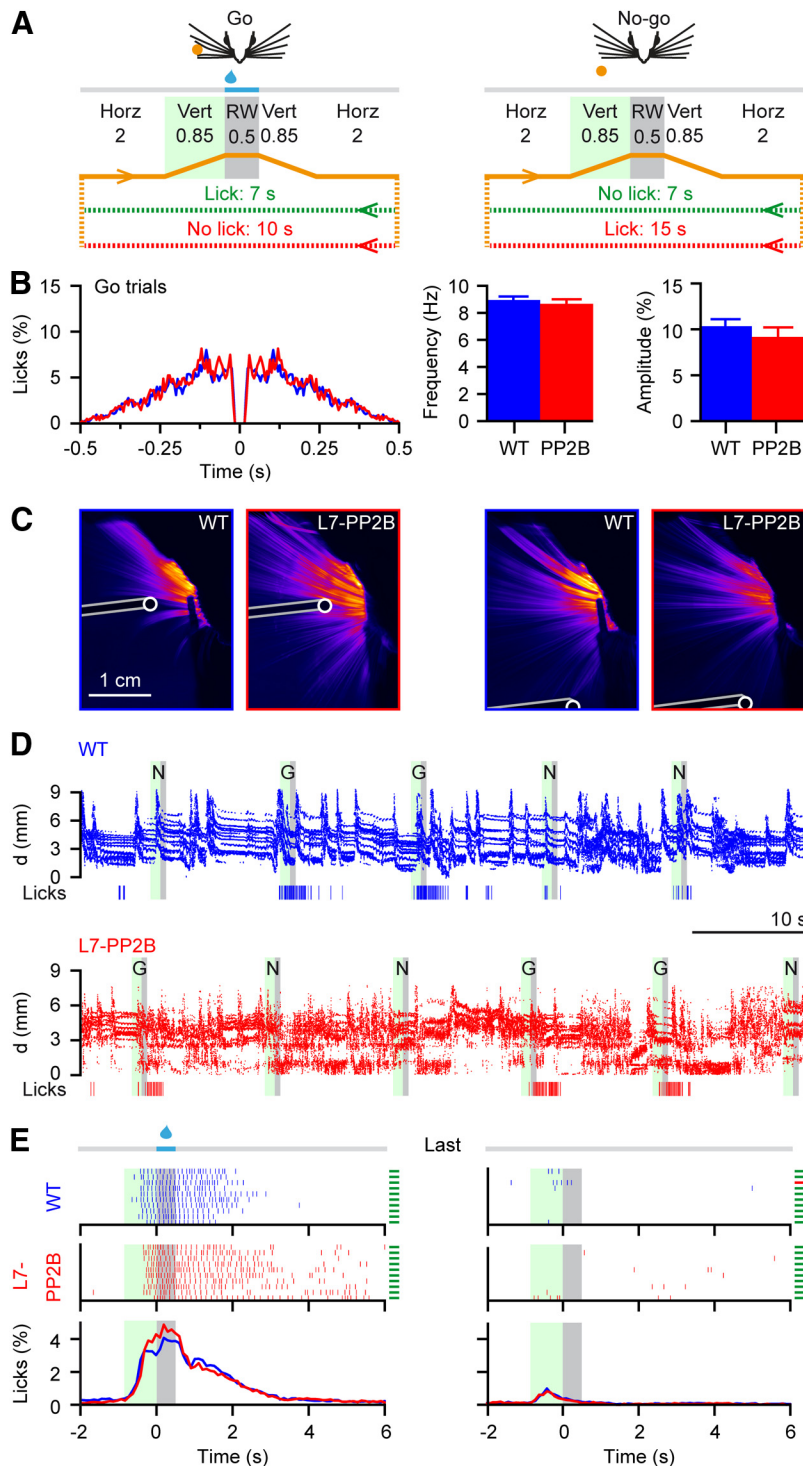 A
Go
No-go
Horz Vert RW Vert Horz
2 0.85 0.5 0.85 2
Lick: 7 s
No lick: 10 s
Horz Vert RW Vert Horz
2 0.85 0.5 0.85 2
No lick: 7 s
Lick: 15 s
B
Go trials
Licks (%)
15
10
5
0
-0.5 -0.25 0 0.25 0.5
Time (s)
Frequency (Hz)
10
8
6
4
2
0
WT PP2B
Amplitude (%)
15
10
5
0
WT PP2B
C
WT
L7-PP2B
WT
L7-PP2B
1 cm
D
WT
N G G N N
d (mm)
9
6
3
0
Licks
10 s
L7-PP2B
G N N G G N
d (mm)
9
6
3
0
Licks
E
Last
WT
L7-
PP2B
0 2 4 6
Licks (%)
4
2
0
-2 0 2 4 6
Time (s)
-2 0 2 4 6
Time (s)